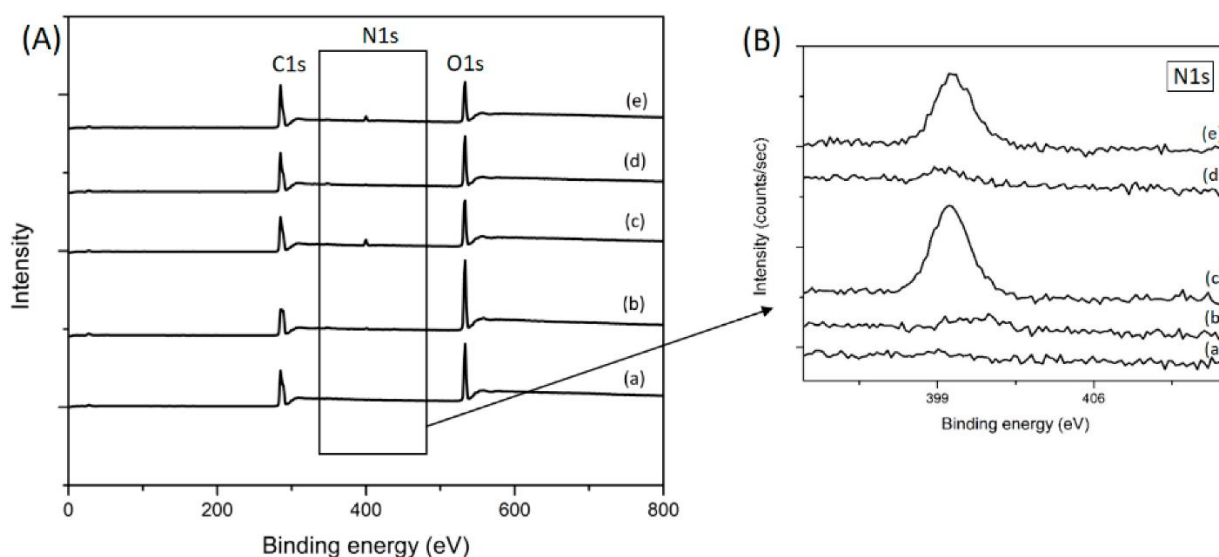 (A)
N1s
C1s
O1s
(e)
(d)
(c)
(b)
(a)
Intensity
0
200
400
600
800
Binding energy (eV)
(B)
N1s
(e
(d
(c
(b
(a
Intensity (counts/sec)
399
406
Binding energy (eV)